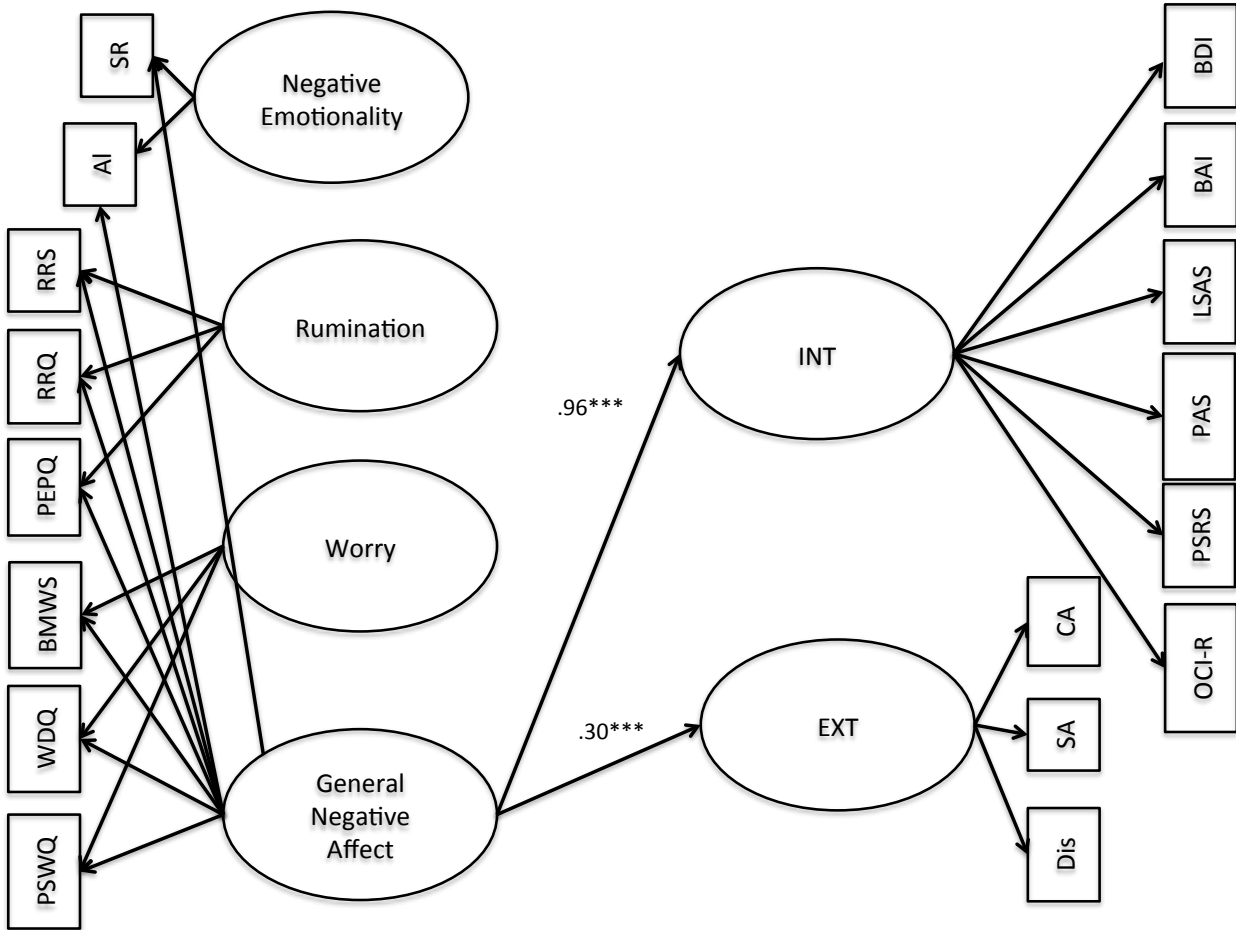 SR
AI
RRS
RRQ
PEPQ
BMWS
WDQ
PSWQ
Negative
Emotionality
Rumination
Worry
General
Negative
Affect
.96***
.30***
INT
EXT
BDI
BAI
LSAS
PAS
PSRS
OCI-R
CA
SA
Dis